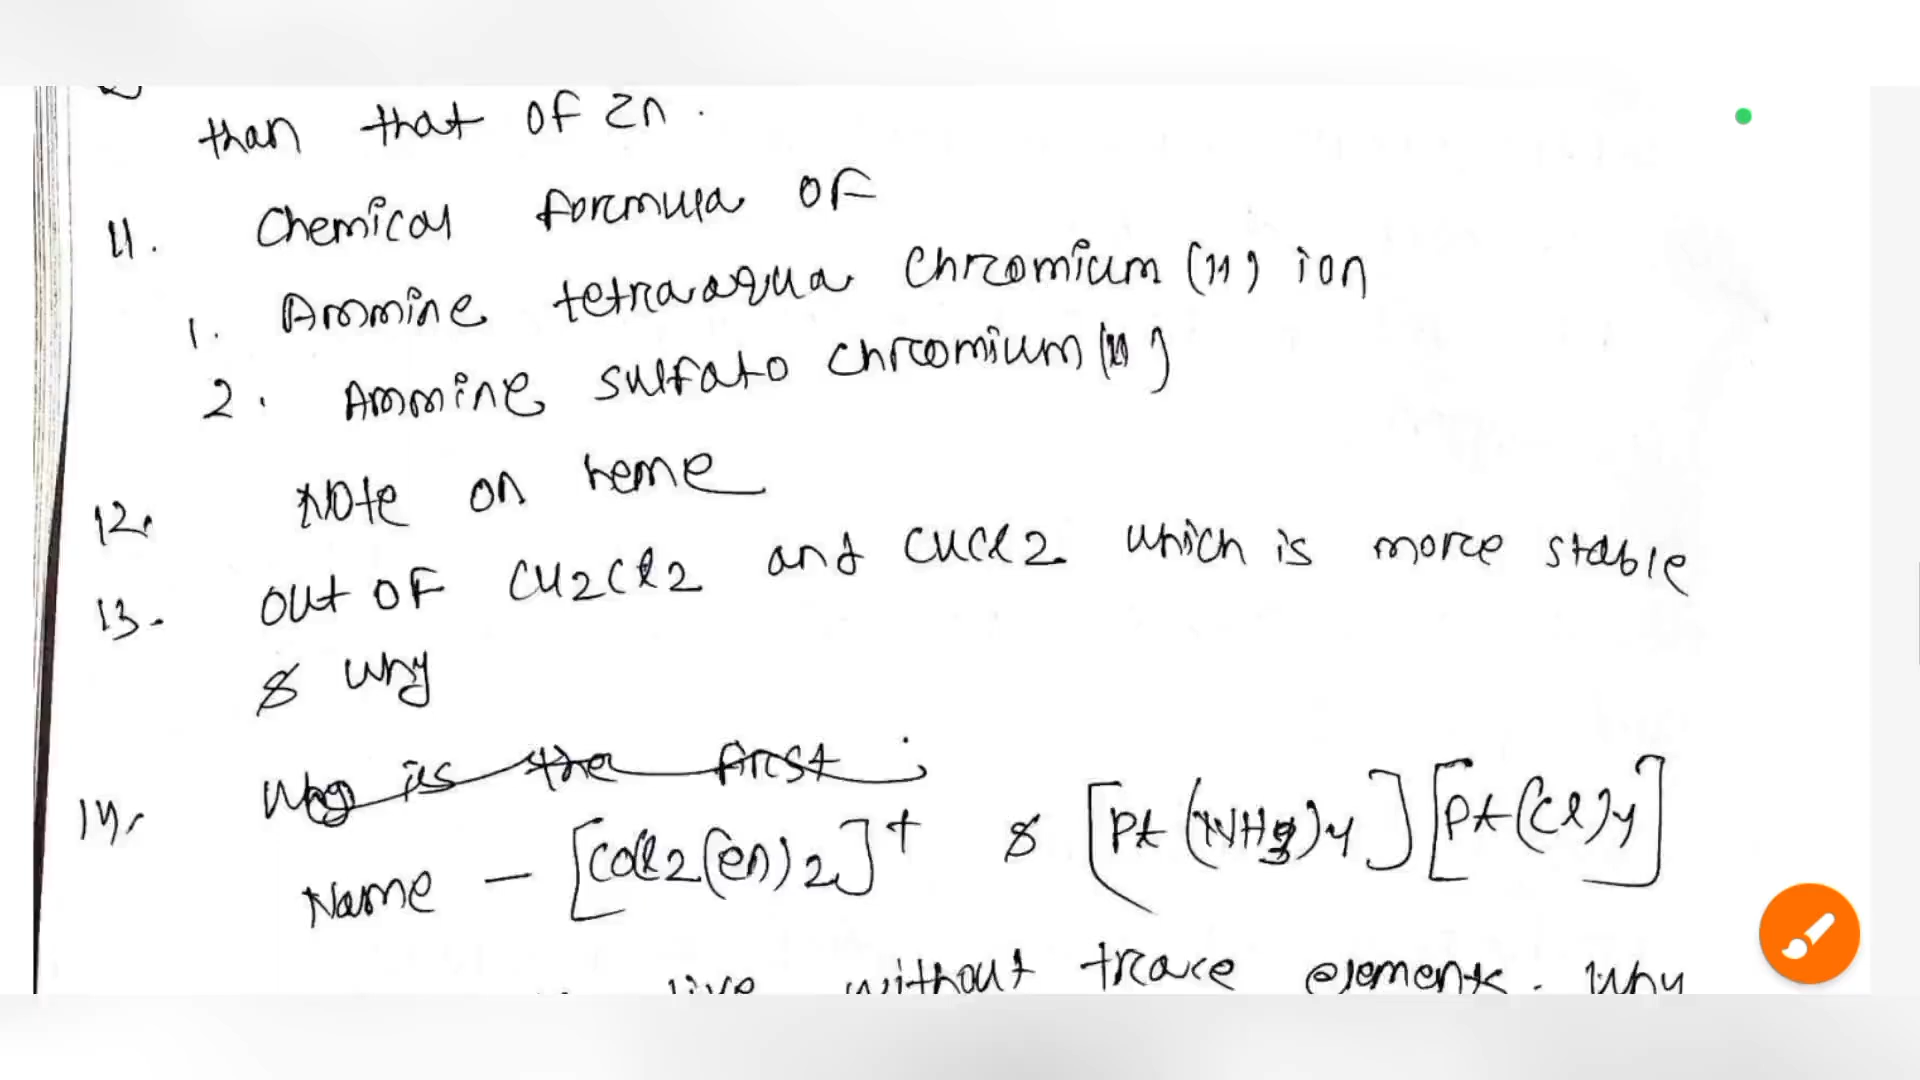 than that of Zn.
11. Chemical formula of
1. Ammine tetraaqua chromium (II) ion
2. Ammine sulfato chromium (II)
12. Note on heme
13. out of Cu2Cl2 and CuCl2 which is more stable
& why
14. Why is the first
Name - [CoCl2(en)2]+ & [Pt(NH3)4] [Pt(Cl)4]
live without trace elements. Why